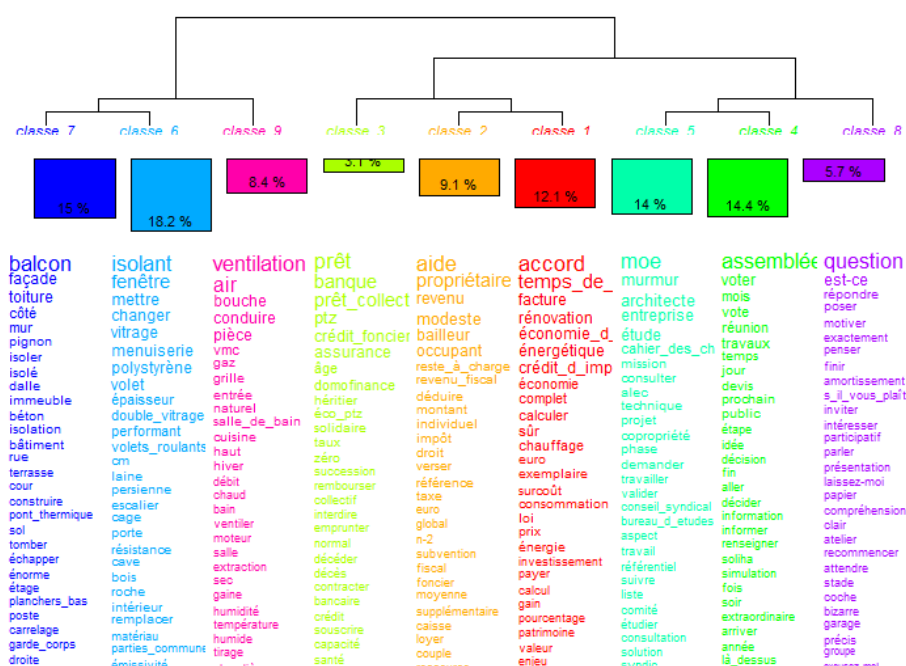 classe 7
classe 6
classe 9
classe 3
classe 2
classe 1
classe 5
classe 4
classe 8
15 %
18.2 %
8.4 %
3.1 %
9.1 %
12.1 %
14 %
14.4 %
5.7 %
balcon
façade
toiture
côté
mur
pignon
isoler
isolé
dalle
immeuble
béton
isolation
bâtiment
rue
terrasse
cour
construire
pont_thermique
sol
tomber
échapper
énorme
étage
planchers_bas
poste
carrelage
garde_corps
droite
isolant
fenêtre
mettre
changer
vitrage
menuiserie
polystyrène
volet
épaisseur
double_vitrage
performant
volets_roulants
cm
laine
persienne
escalier
cage
porte
résistance
cave
bois
roche
intérieur
remplacer
matériau
parties_commune
émissivité
ventilation
air
bouche
conduire
pièce
vmc
gaz
grille
entrée
naturel
salle_de_bain
cuisine
haut
hiver
débit
chaud
bain
ventiler
moteur
salle
extraction
sec
gaine
humidité
température
humide
tirage
prêt
banque
prêt_collect
ptz
crédit_foncier
assurance
âge
domofinance
héritier
éco_ptz
solidaire
taux
zéro
succession
rembourser
collectif
interdire
emprunter
normal
décéder
décès
contracter
bancaire
crédit
souscrire
capacité
santé
aide
propriétaire
revenu
modeste
bailleur
occupant
reste_à_charge
revenu_fiscal
déduire
montant
individuel
impôt
droit
verser
référence
taxe
euro
global
n-2
subvention
fiscal
foncier
moyenne
supplémentaire
caisse
loyer
couple
accord
temps_de_
facture
rénovation
économie_d_
énergétique
crédit_d_imp
économie
complet
calculer
sûr
chauffage
euro
exemplaire
surcoût
consommation
loi
prix
énergie
investissement
payer
calcul
gain
pourcentage
patrimoine
valeur
enjeu
moe
murmur
architecte
entreprise
étude
cahier_des_ch
mission
consulter
alec
technique
projet
copropriété
phase
demander
travailler
valider
conseil_syndical
bureau_d_etudes
aspect
travail
référentiel
suivre
liste
comité
étudier
consultation
solution
syndic
assemblée
voter
mois
vote
réunion
travaux
temps
jour
devis
prochain
public
étape
idée
décision
fin
aller
décider
information
informer
renseigner
soliha
simulation
fois
soir
extraordinaire
arriver
année
là_dessus
question
est-ce
répondre
poser
motiver
exactement
penser
finir
amortissement
s_il_vous_plaît
inviter
intéresser
participatif
parler
présentation
laissez-moi
papier
compréhension
clair
atelier
recommencer
attendre
stade
coche
bizarre
garage
précis
groupe